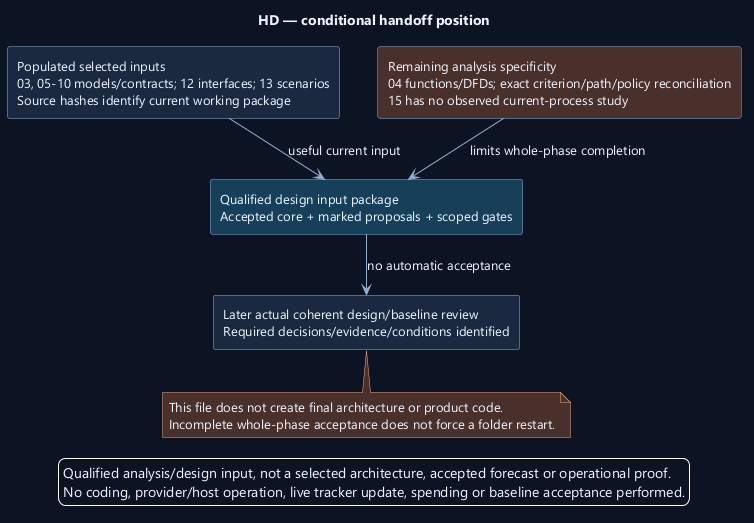 HD — conditional handoff position
Populated selected inputs
03, 05-10 models/contracts; 12 interfaces; 13 scenarios
Source hashes identify current working package
Remaining analysis specificity
04 functions/DFDs; exact criterion/path/policy reconciliation
15 has no observed current-process study
useful current input
limits whole-phase completion
Qualified design input package
Accepted core + marked proposals + scoped gates
no automatic acceptance
Later actual coherent design/baseline review
Required decisions/evidence/conditions identified
This file does not create final architecture or product code.
Incomplete whole-phase acceptance does not force a folder restart.
Qualified analysis/design input, not a selected architecture, accepted forecast or operational proof.
No coding, provider/host operation, live tracker update, spending or baseline acceptance performed.